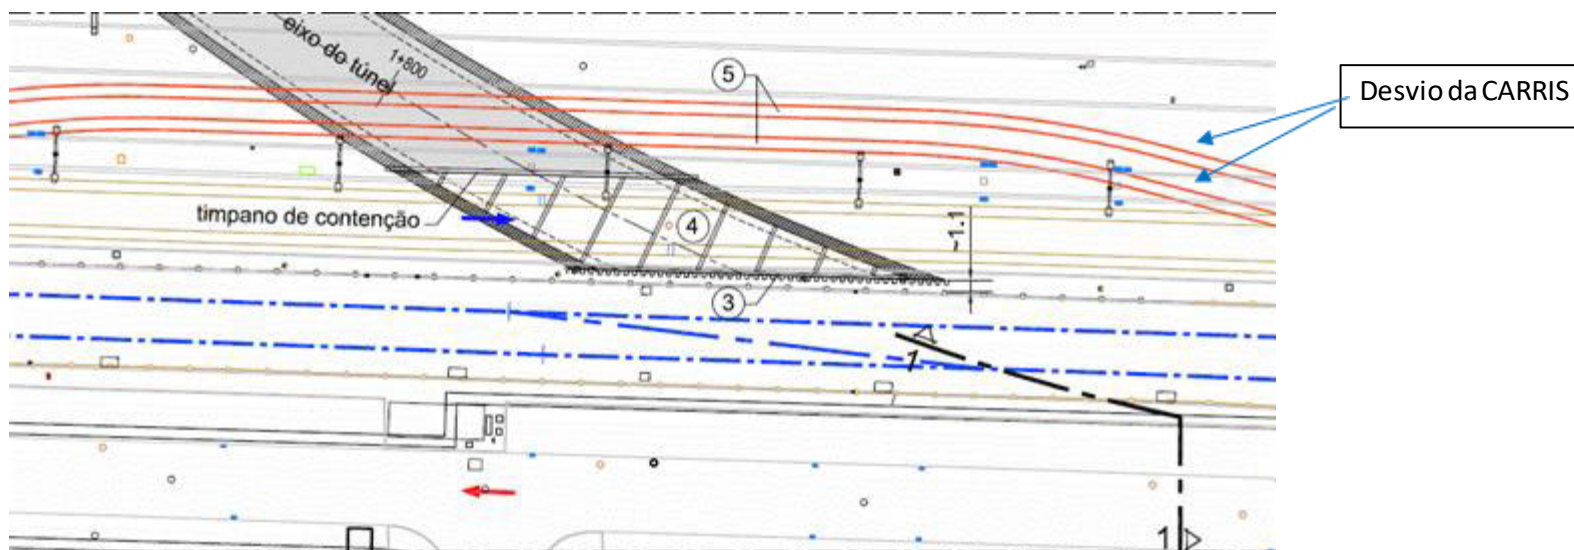 eixo do túnel
1+800
5
Desvio da CARRIS
timpano de contenção
4
~1.1
3
1
1